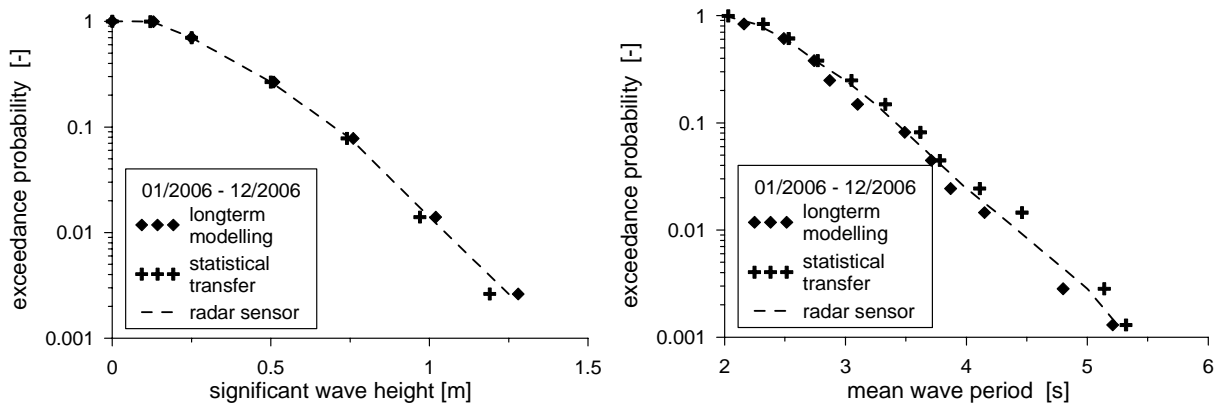 1
0.1
0.01
0.001
exceedance probability [-]
01/2006 - 12/2006
longterm
modelling
statistical
transfer
radar sensor
0
0.5
1
1.5
significant wave height [m]
1
0.1
0.01
0.001
exceedance probability [-]
01/2006 - 12/2006
longterm
modelling
statistical
transfer
radar sensor
2
3
4
5
6
mean wave period [s]